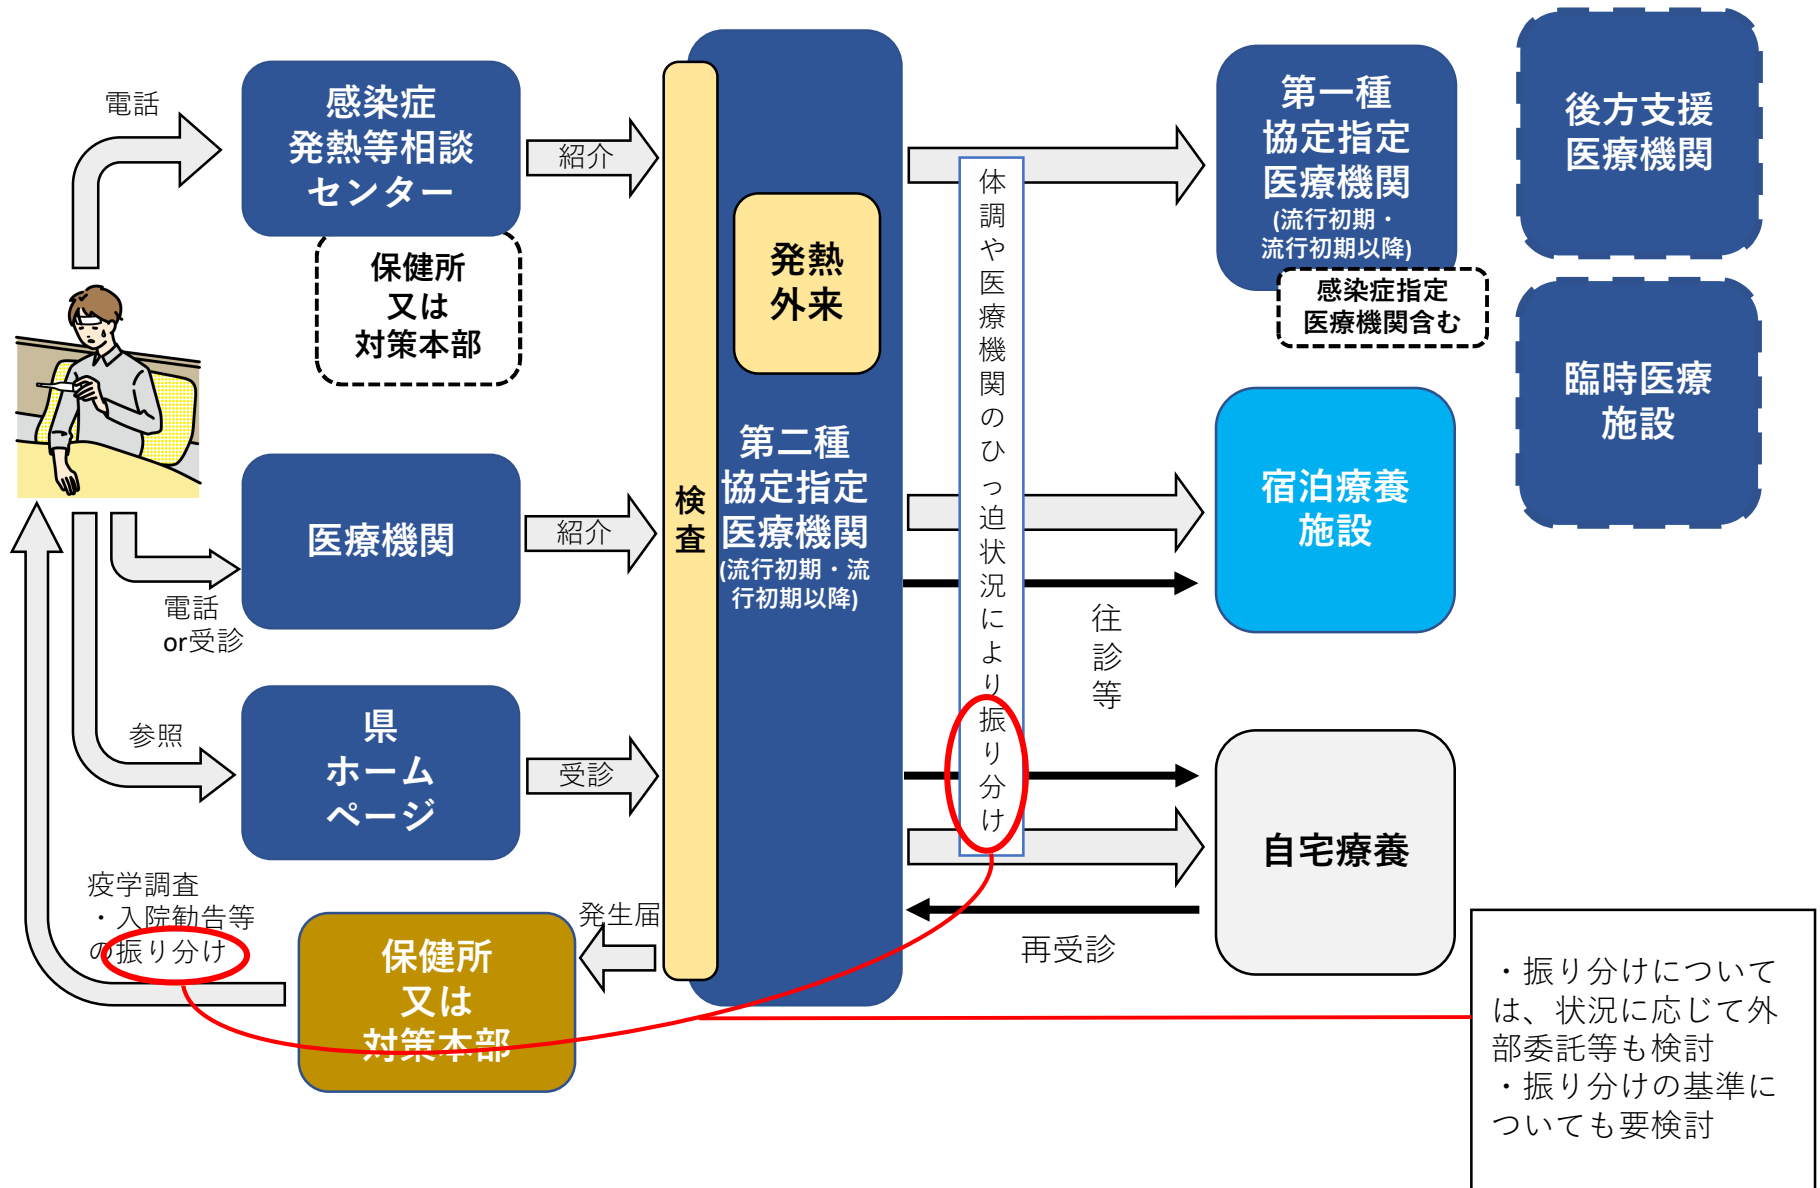 電話
感染症
発熱等相談
センター
保健所
又は
対策本部
紹介
医療機関
電話
or受診
紹介
県
ホーム
ページ
参照
受診
疫学調査
・入院勧告等
の振り分け
保健所
又は
対策本部
発生届
検
査
発熱
外来
第二種
協定指定
医療機関
(流行初期・流
行初期以降)
体調や医療機関のひっ迫状況により振り分け
第一種
協定指定
医療機関
(流行初期・
流行初期以降)
感染症指定
医療機関含む
後方支援
医療機関
臨時医療
施設
宿泊療養
施設
往診等
自宅療養
再受診
・振り分けについて
は、状況に応じて外
部委託等も検討
・振り分けの基準に
ついても要検討